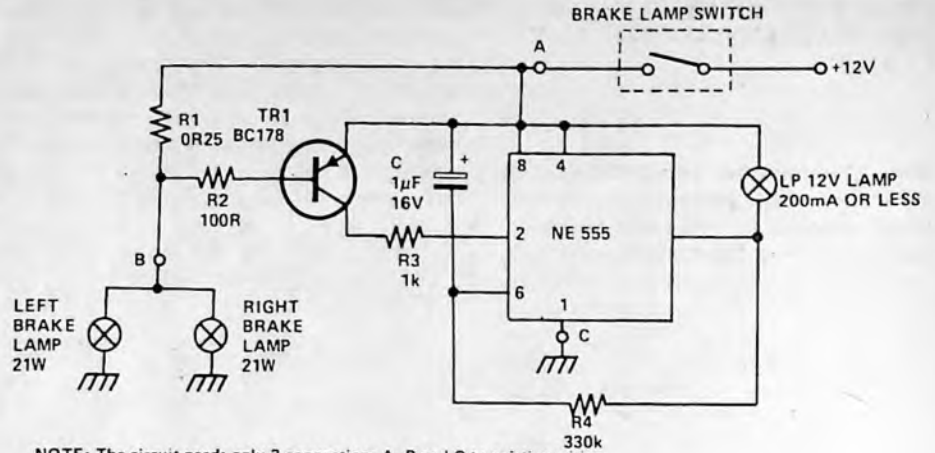 BRAKE LAMP SWITCH
A
+12V
R1
0R25
TR1
BC178
R2
100R
C
1µF
16V
+
8
4
LP 12V LAMP
200mA OR LESS
NE 555
2
R3
1k
6
1
C
B
LEFT
BRAKE
LAMP
21W
RIGHT
BRAKE
LAMP
21W
R4
330k
NOTE: The circuit needs only 3 connections A, B and C to